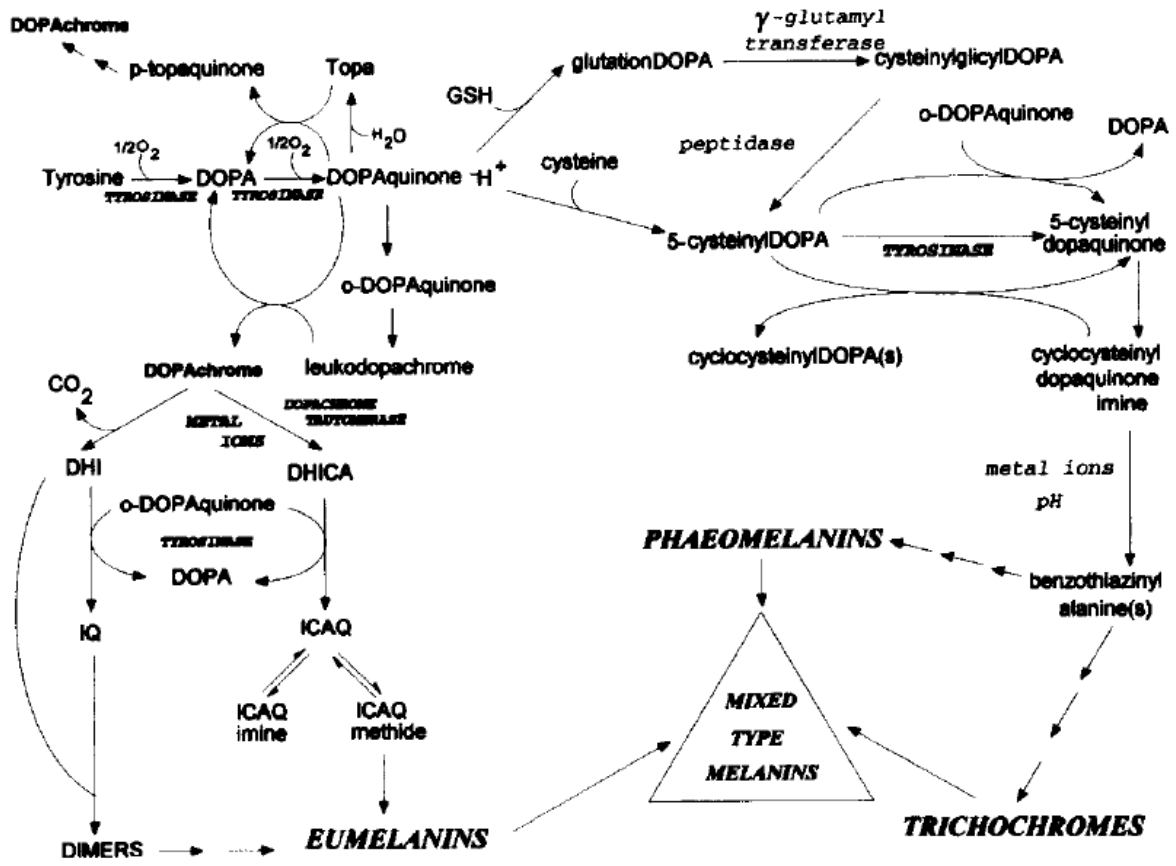 DOPAchrome
γ-glutamyl
transferase
p-topaquinone
Topa
glutationDOPA
cysteinylglicylDOPA
GSH
o-DOPAquinone
DOPA
1/2O2
1/2O2
H2O
peptidase
cysteine
Tyrosine
DOPA
DOPAquinone
H+
TYROSINASE
TYROSINASE
5-cysteinylDOPA
5-cysteinyl
dopaquinone
TYROSINASE
o-DOPAquinone
DOPAchrome
leukodopachrome
cyclocysteinylDOPA(s)
cyclocysteinyl
dopaquinone
imine
CO2
DOPACHROME
TAUTOMERASE
METAL
IONS
DHI
DHICA
metal ions
pH
o-DOPAquinone
TYROSINASE
DOPA
PHAEOMELANINS
benzothiazinyl
alanine(s)
IQ
ICAQ
ICAQ
imine
ICAQ
methide
MIXED
TYPE
MELANINS
DIMERS
EUMELANINS
TRICHOCHROMES